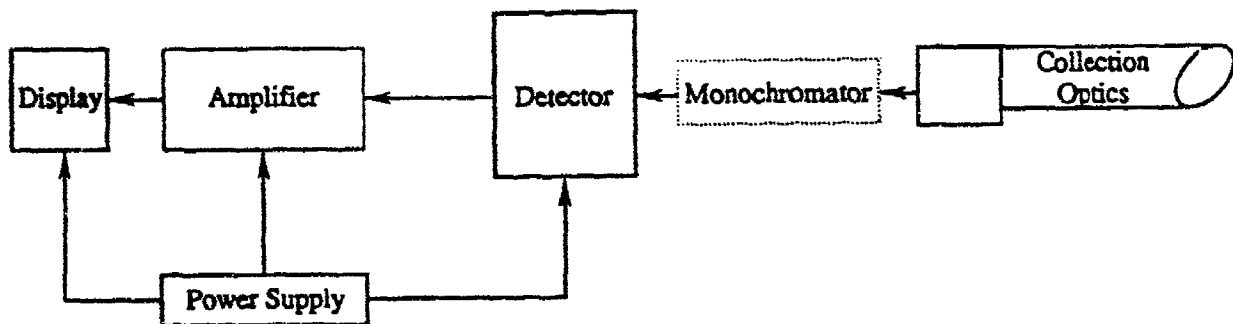 Display
Amplifier
Detector
Monochromator
Collection
Optics
Power Supply